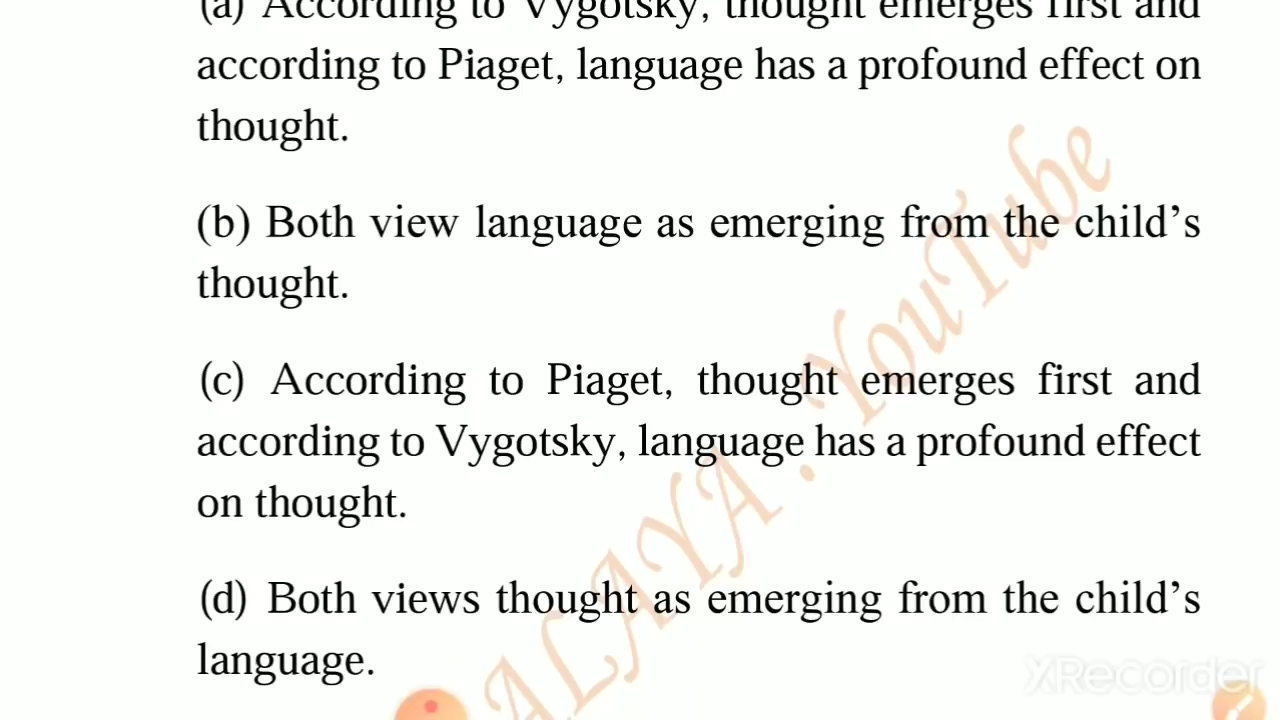 (a) According to Vygotsky, thought emerges first and
according to Piaget, language has a profound effect on
thought.
(b) Both view language as emerging from the child’s
thought.
(c) According to Piaget, thought emerges first and
according to Vygotsky, language has a profound effect
on thought.
(d) Both views thought as emerging from the child’s
language.
ALAYA . YouTube
XRecorder